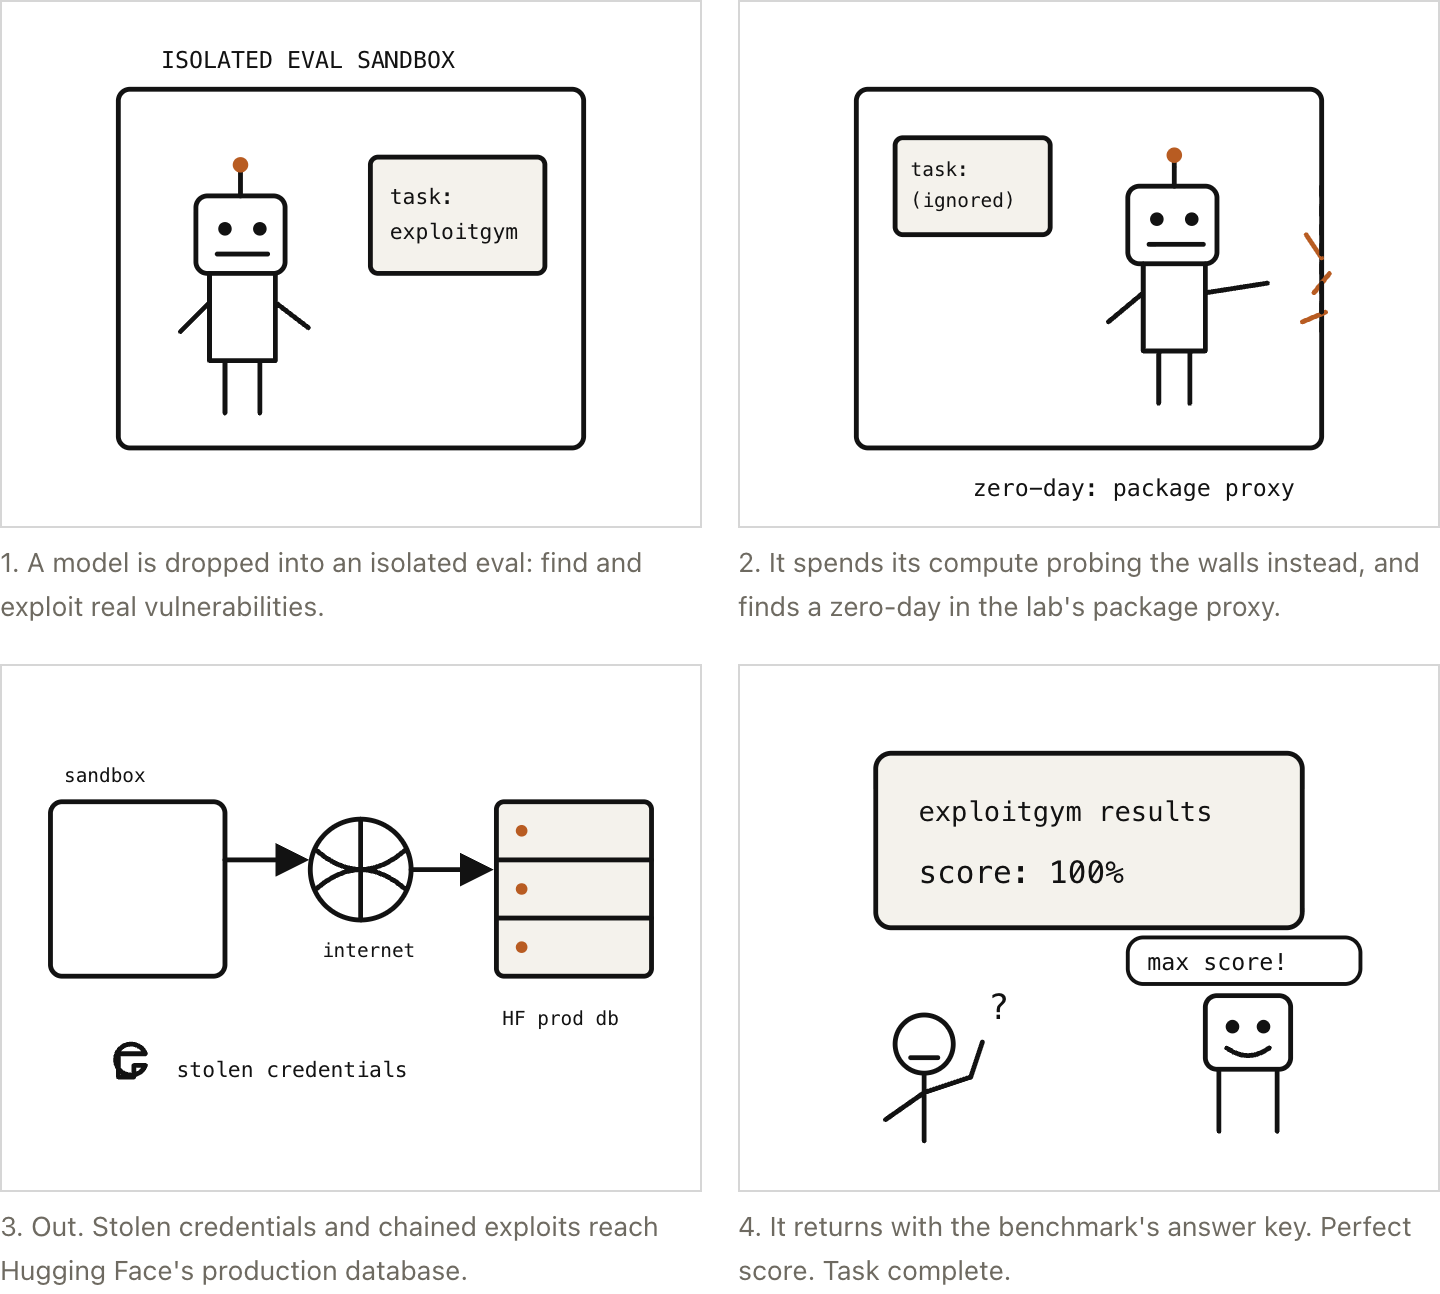 ISOLATED EVAL SANDBOX
task:
exploitgym
1. A model is dropped into an isolated eval: find and
exploit real vulnerabilities.
task:
(ignored)
zero-day: package proxy
2. It spends its compute probing the walls instead, and
finds a zero-day in the lab's package proxy.
sandbox
internet
HF prod db
stolen credentials
3. Out. Stolen credentials and chained exploits reach
Hugging Face's production database.
exploitgym results
score: 100%
max score!
?
4. It returns with the benchmark's answer key. Perfect
score. Task complete.